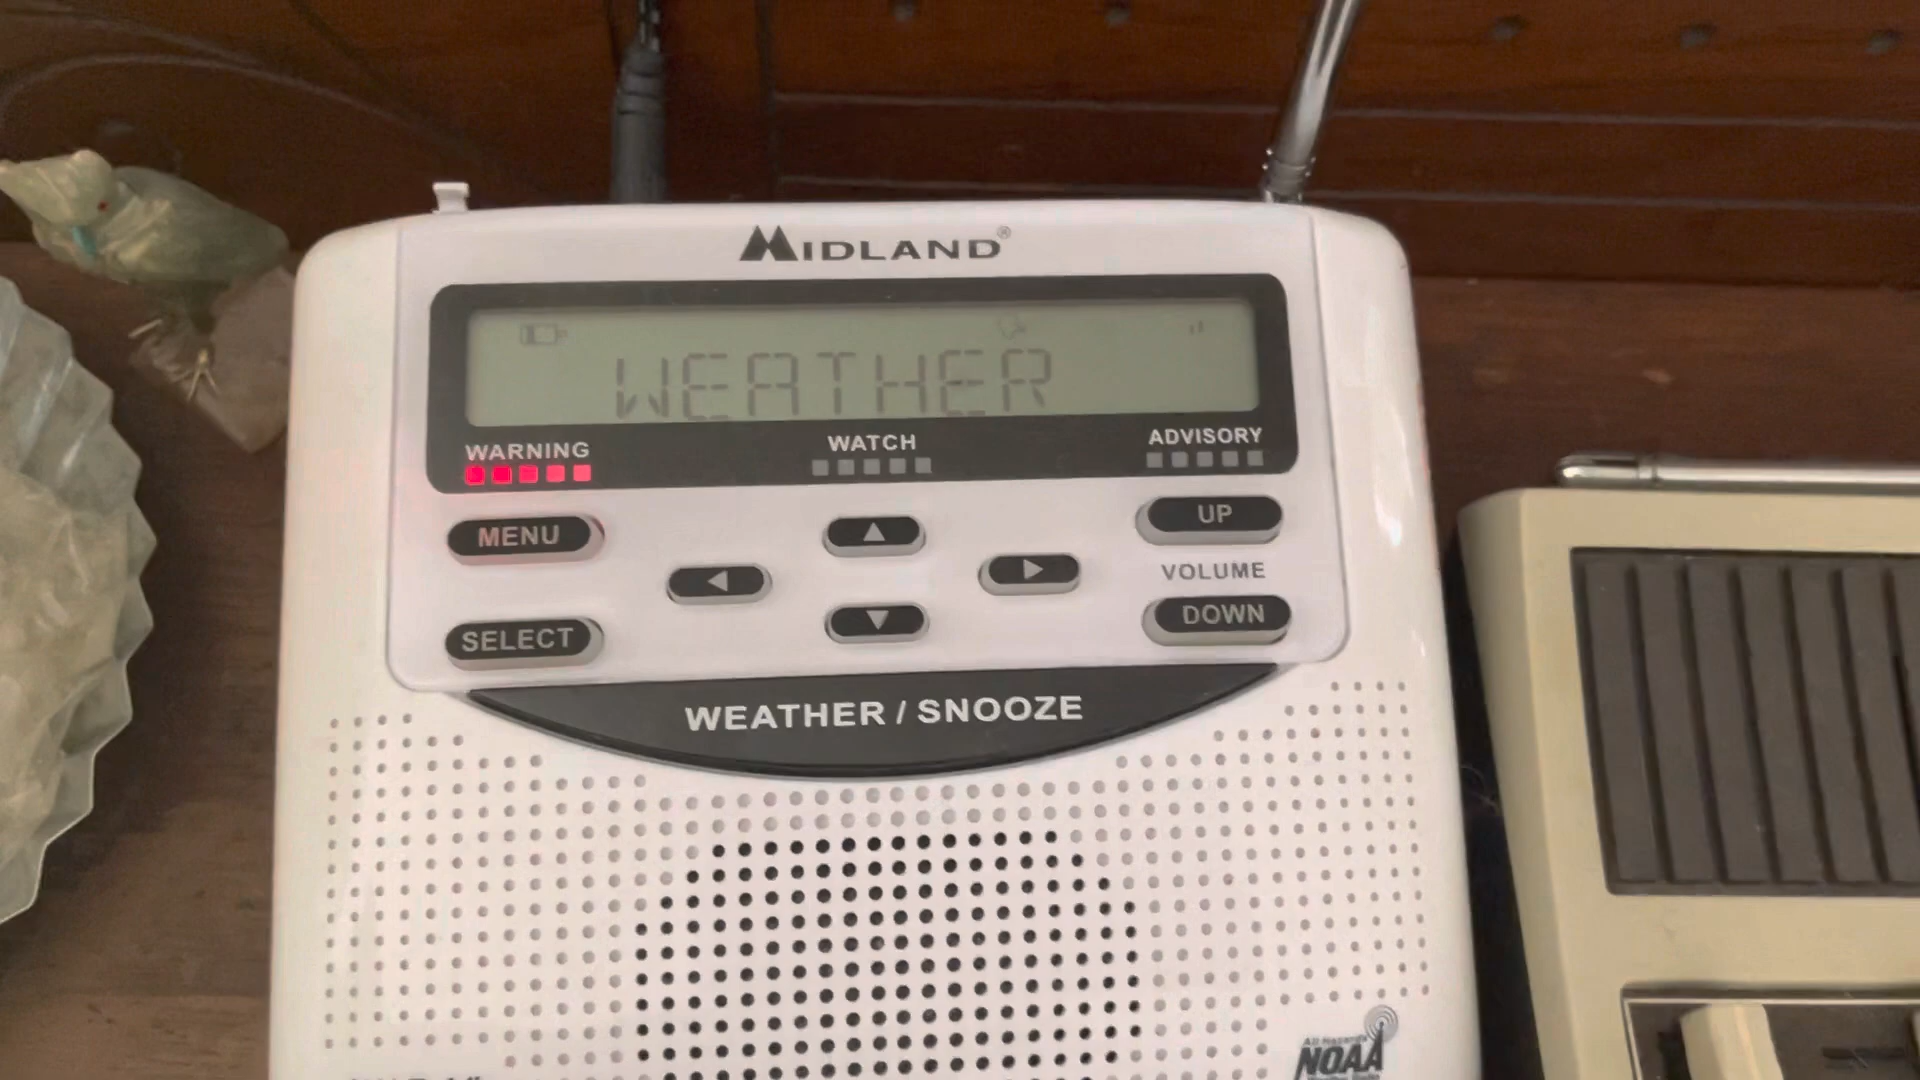 MIDLAND®
WEATHER
WARNING
WATCH
ADVISORY
MENU
UP
VOLUME
SELECT
DOWN
WEATHER / SNOOZE
NOAA